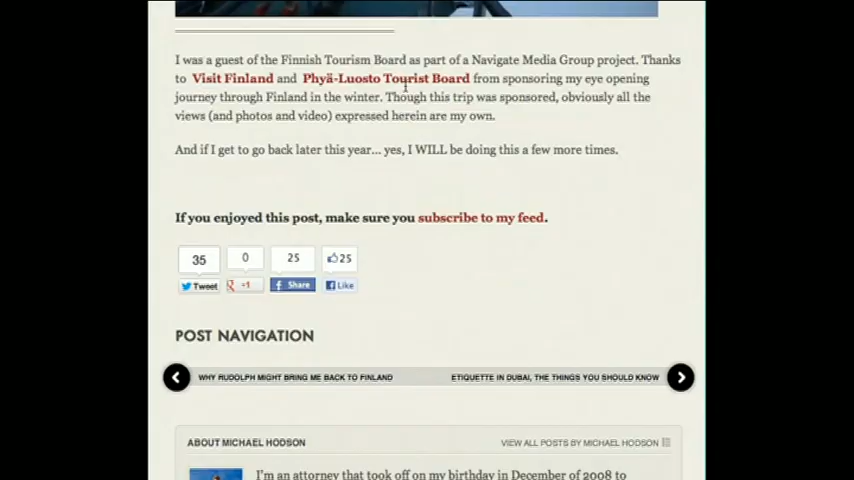 I was a guest of the Finnish Tourism Board as part of a Navigate Media Group project. Thanks
to Visit Finland and Phyä-Luosto Tourist Board from sponsoring my eye opening
journey through Finland in the winter. Though this trip was sponsored, obviously all the
views (and photos and video) expressed herein are my own.
And if I get to go back later this year... yes, I WILL be doing this a few more times.
If you enjoyed this post, make sure you subscribe to my feed.
35 0 25 25
Tweet +1 Share Like
POST NAVIGATION
WHY RUDOLPH MIGHT BRING ME BACK TO FINLAND ETIQUETTE IN DUBAI, THE THINGS YOU SHOULD KNOW
ABOUT MICHAEL HODSON VIEW ALL POSTS BY MICHAEL HODSON
I'm an attorney that took off on my birthday in December of 2008 to